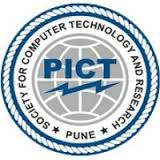 SOCIETY FOR COMPUTER TECHNOLOGY AND RESEARCH
PICT
★ PUNE ★